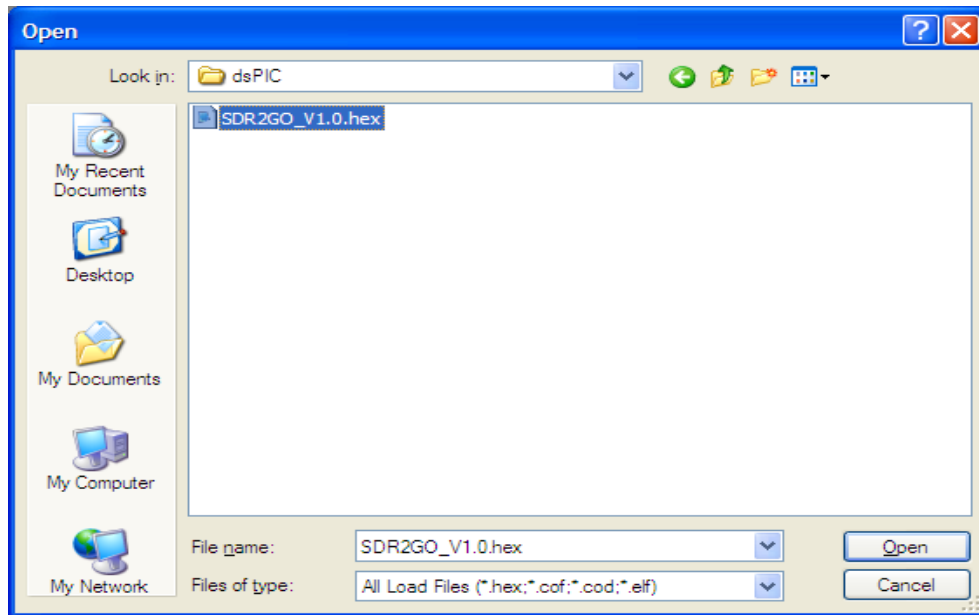 Open
Look in:
dsPIC
SDR2GO_V1.0.hex
My Recent
Documents
Desktop
My Documents
My Computer
My Network
File name:
SDR2GO_V1.0.hex
Open
Files of type:
All Load Files (*.hex;*.cof;*.cod;*.elf)
Cancel